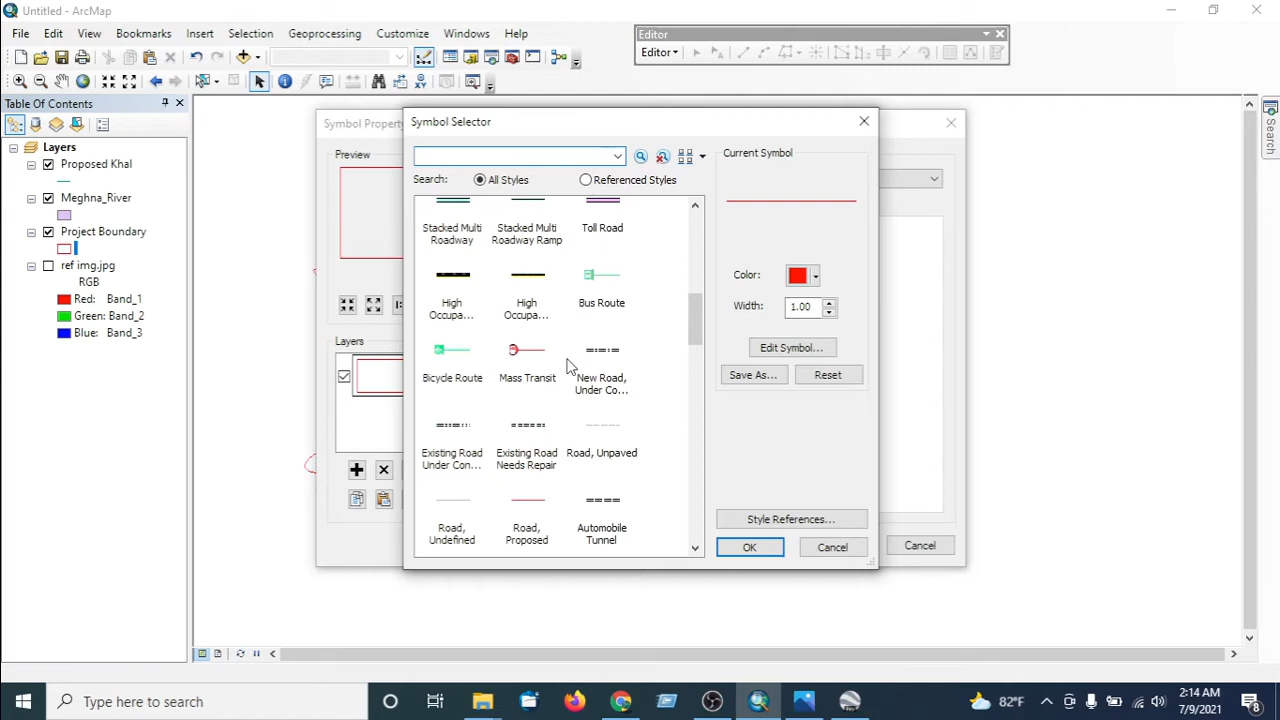 Untitled - ArcMap
File Edit View Bookmarks Insert Selection Geoprocessing Customize Windows Help
Editor
Editor
Table Of Contents
Layers
Proposed Khal
Meghna_River
Project Boundary
ref img.jpg
RGB
Red: Band_1
Green: Band_2
Blue: Band_3
Symbol Property
Preview
Layers
Cancel
Symbol Selector
Search: All Styles Referenced Styles
Stacked Multi Roadway
Stacked Multi Roadway Ramp
Toll Road
High Occupa...
High Occupa...
Bus Route
Bicycle Route
Mass Transit
New Road, Under Co...
Existing Road Under Con...
Existing Road Needs Repair
Road, Unpaved
Road, Undefined
Road, Proposed
Automobile Tunnel
Current Symbol
Color:
Width: 1.00
Edit Symbol...
Save As... Reset
Style References...
OK Cancel
Search
Type here to search
82°F
2:14 AM
7/9/2021
8